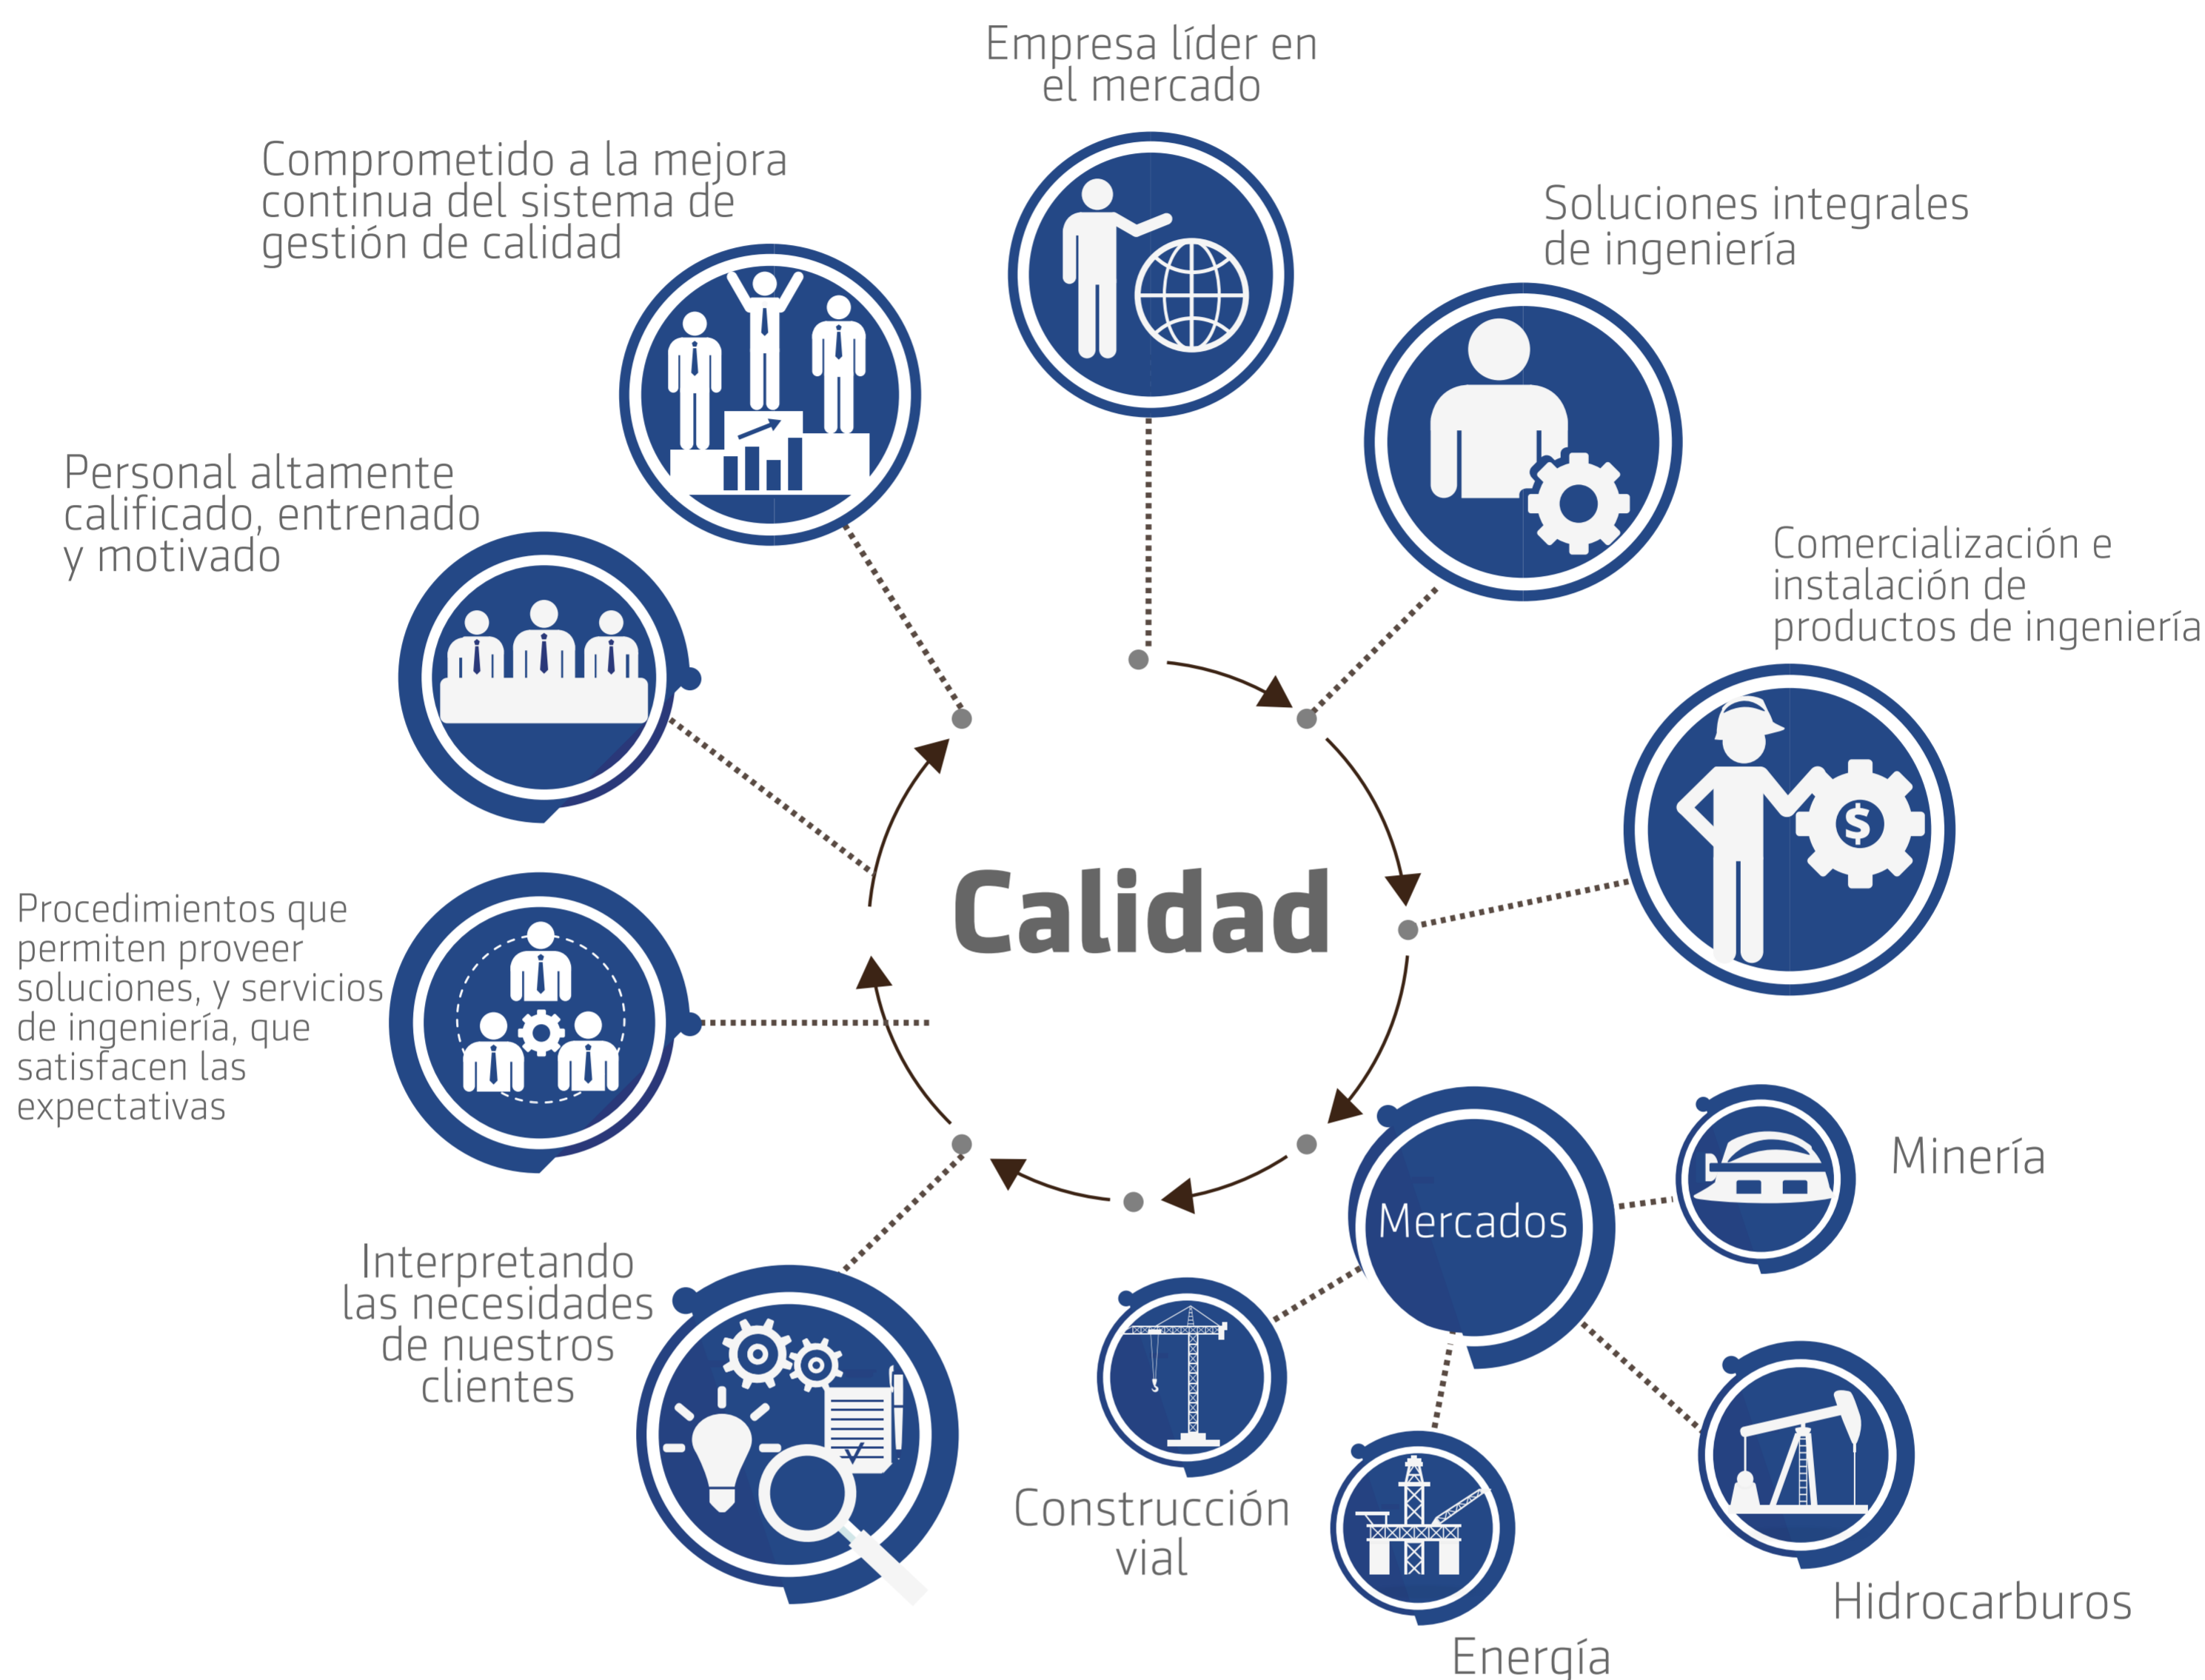 Empresa líder en
el mercado
Soluciones integrales
de ingeniería
Comercialización e
instalación de
productos de ingeniería
Mercados
Minería
Hidrocarburos
Energía
Construcción
vial
Interpretando
las necesidades
de nuestros
clientes
Procedimientos que
permiten proveer
soluciones, y servicios
de ingeniería, que
satisfacen las
expectativas
Personal altamente
calificado, entrenado
y motivado
Comprometido a la mejora
continua del sistema de
gestión de calidad
Calidad
$